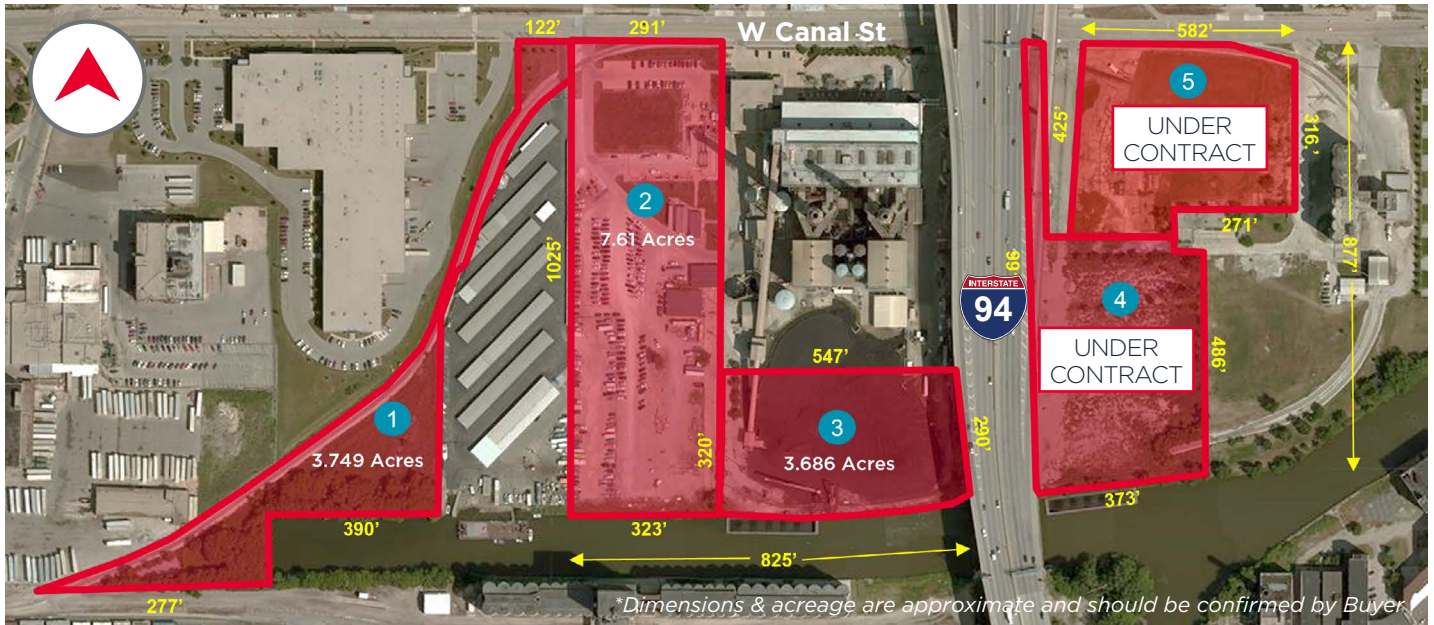 122'
291'
W Canal St
582'
5
UNDER
CONTRACT
425'
316'
2
7.61 Acres
271'
1025'
877'
99'
INTERSTATE
94
4
UNDER
CONTRACT
486'
547'
1
3.749 Acres
3
3.686 Acres
320'
290'
373'
390'
323'
825'
277'
*Dimensions & acreage are approximate and should be confirmed by Buyer